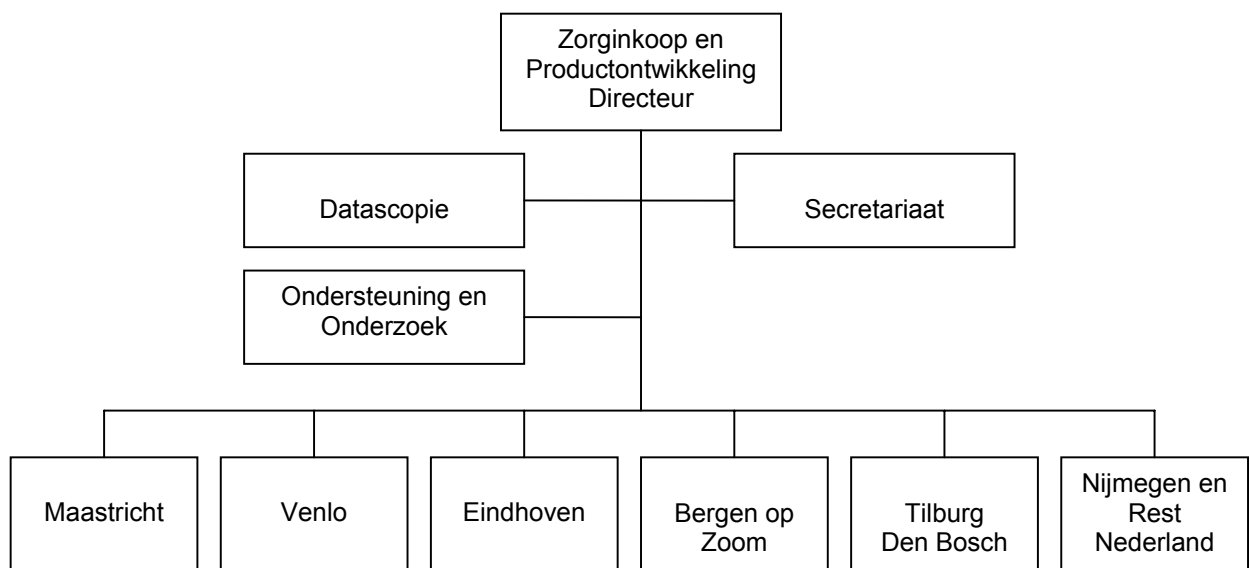 Zorginkoop en
Productontwikkeling
Directeur
Datascopie
Secretariaat
Ondersteuning en
Onderzoek
Maastricht
Venlo
Eindhoven
Bergen op
Zoom
Tilburg
Den Bosch
Nijmegen en
Rest
Nederland